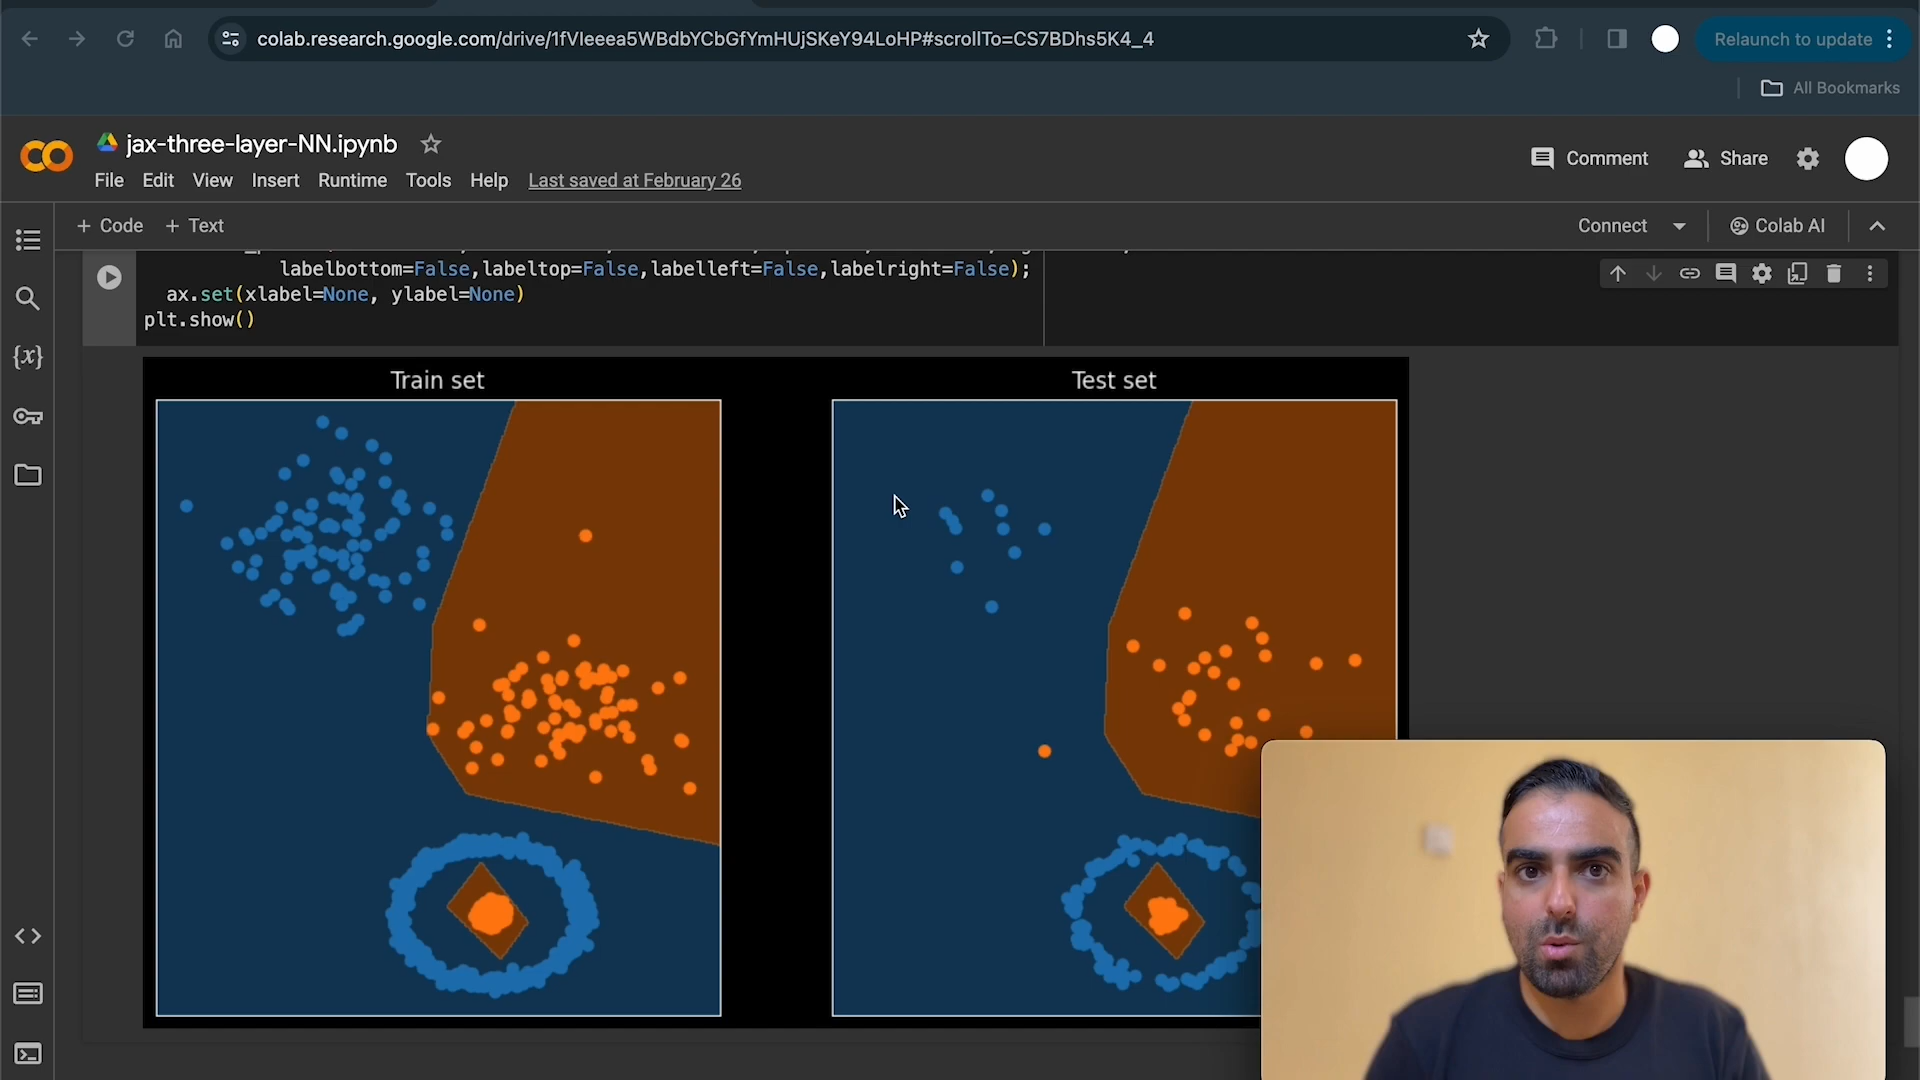 colab.research.google.com/drive/1fVIeeea5WBdbYCbGfYmHUjSKeY94LoHP#scrollTo=CS7BDhs5K4_4
Relaunch to update
All Bookmarks
jax-three-layer-NN.ipynb
Comment
Share
File Edit View Insert Runtime Tools Help Last saved at February 26
+ Code + Text
Connect
Colab AI
labelbottom=False,labeltop=False,labelleft=False,labelright=False);
ax.set(xlabel=None, ylabel=None)
plt.show()
{x}
Train set
Test set